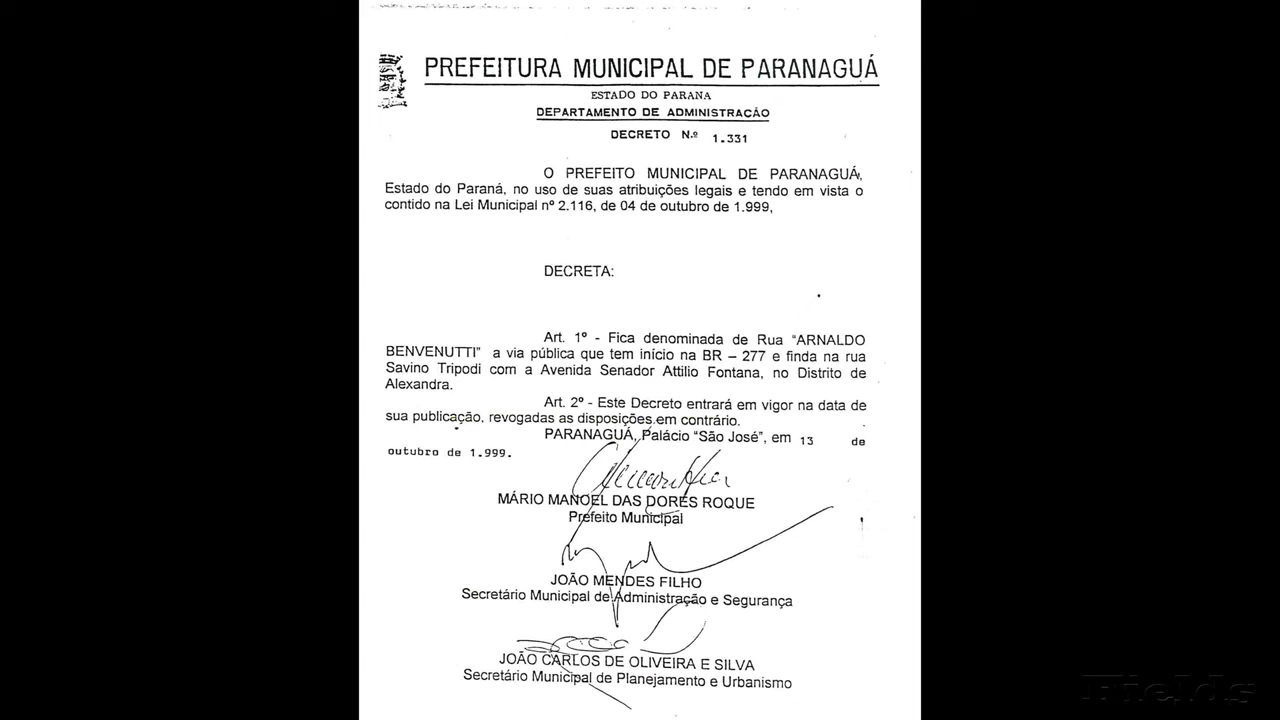 PREFEITURA MUNICIPAL DE PARANAGUÁ
ESTADO DO PARANA
DEPARTAMENTO DE ADMINISTRACÃO
DECRETO N.º 1.331
O PREFEITO MUNICIPAL DE PARANAGUÁ,
Estado do Paraná, no uso de suas atribuições legais e tendo em vista o
contido na Lei Municipal nº 2.116, de 04 de outubro de 1.999,
DECRETA:
Art. 1º - Fica denominada de Rua “ARNALDO
BENVENUTTI” a via pública que tem início na BR – 277 e finda na rua
Savino Tripodi com a Avenida Senador Attilio Fontana, no Distrito de
Alexandra.
Art. 2º - Este Decreto entrará em vigor na data de
sua publicação, revogadas as disposições em contrário.
PARANAGUÁ, Palácio “São José”, em 13 de
outubro de 1.999.
MÁRIO MANOEL DAS DORES ROQUE
Prefeito Municipal
JOÃO MENDES FILHO
Secretário Municipal de Administração e Segurança
JOÃO CARLOS DE OLIVEIRA E SILVA
Secretário Municipal de Planejamento e Urbanismo
Fields